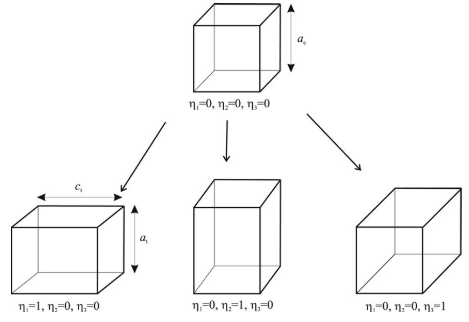 a_c
η₁=0, η₂=0, η₃=0
c_t
a_t
η₁=1, η₂=0, η₃=0
η₁=0, η₂=1, η₃=0
η₁=0, η₂=0, η₃=1